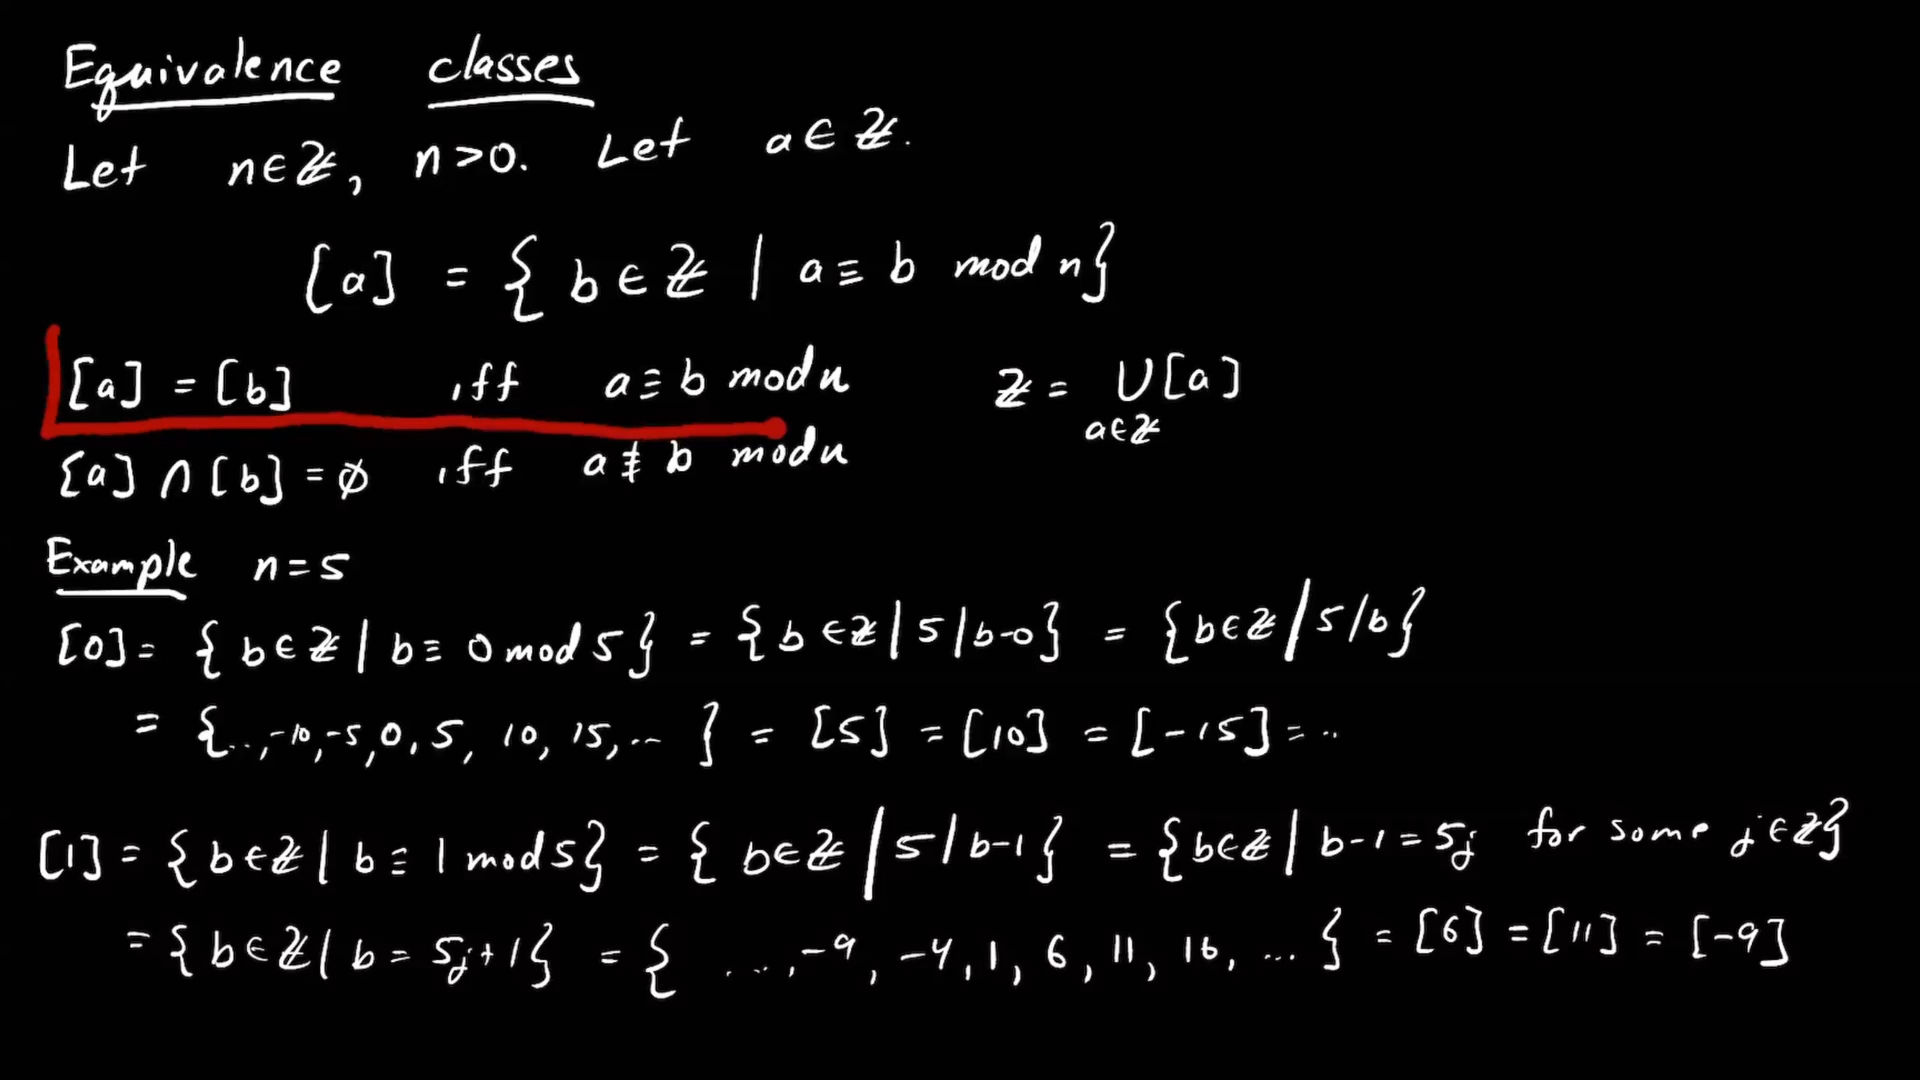 Equivalence classes
Let n∈ℤ, n>0. Let a∈ℤ.
[a] = { b∈ℤ | a≡b mod n}
[a] = [b] iff a≡b mod n
ℤ = ∪[a]
a∈ℤ
[a] ∩ [b] = ∅ iff a≢b mod n
Example n=5
[0]= { b∈ℤ | b≡ 0 mod 5} = {b∈ℤ | 5 | b-0} = {b∈ℤ | 5|b}
= {..,-10,-5,0,5, 10, 15,... } = [5] = [10] = [-15] = ..
[1] = {b∈ℤ | b≡ 1 mod 5} = { b∈ℤ | 5 | b-1} = {b∈ℤ | b-1=5j for some j∈ℤ}
= {b∈ℤ | b= 5j+1} = { ...,-9, -4,1, 6, 11, 16, ... } = [6] = [11] = [-9]